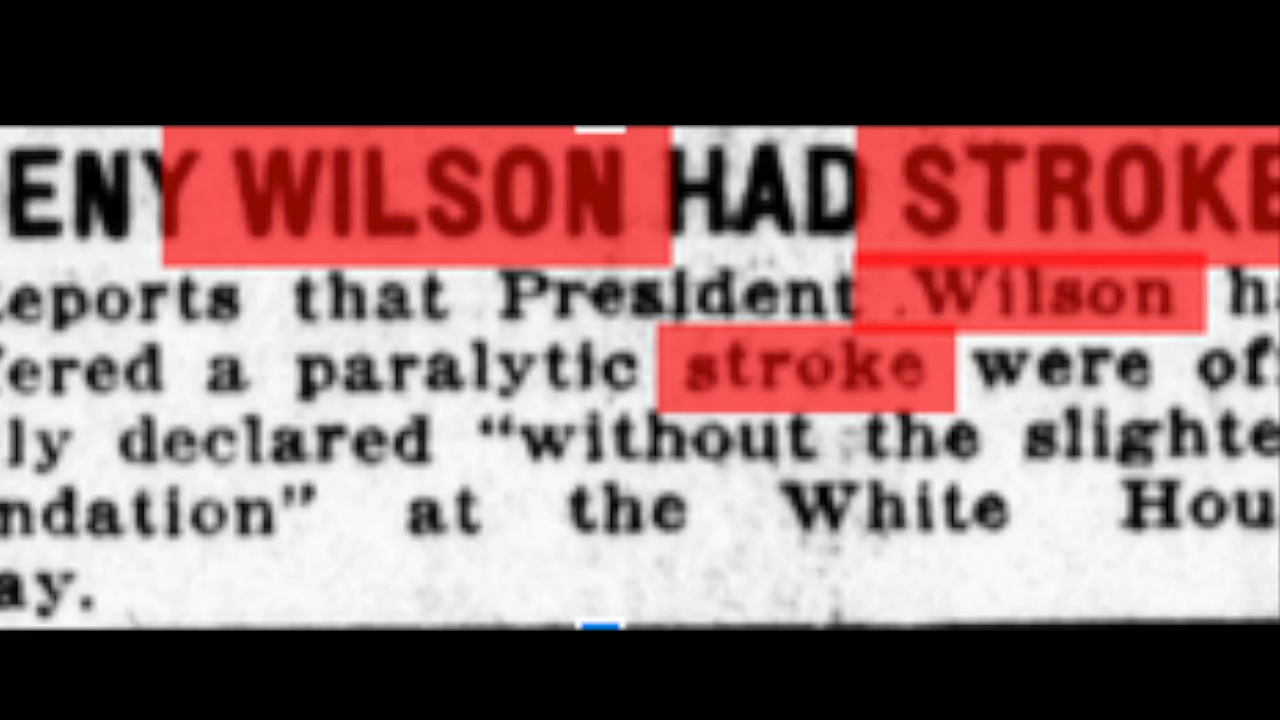 ENY WILSON HAD STROKE
eports that President Wilson h
ered a paralytic stroke were of
ly declared “without the slighte
ndation” at the White Hou
ay.